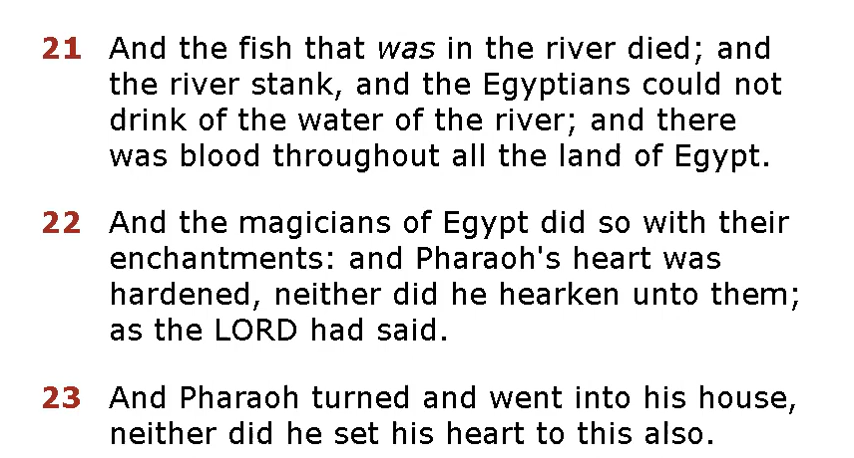 21 And the fish that was in the river died; and
the river stank, and the Egyptians could not
drink of the water of the river; and there
was blood throughout all the land of Egypt.
22 And the magicians of Egypt did so with their
enchantments: and Pharaoh's heart was
hardened, neither did he hearken unto them;
as the LORD had said.
23 And Pharaoh turned and went into his house,
neither did he set his heart to this also.